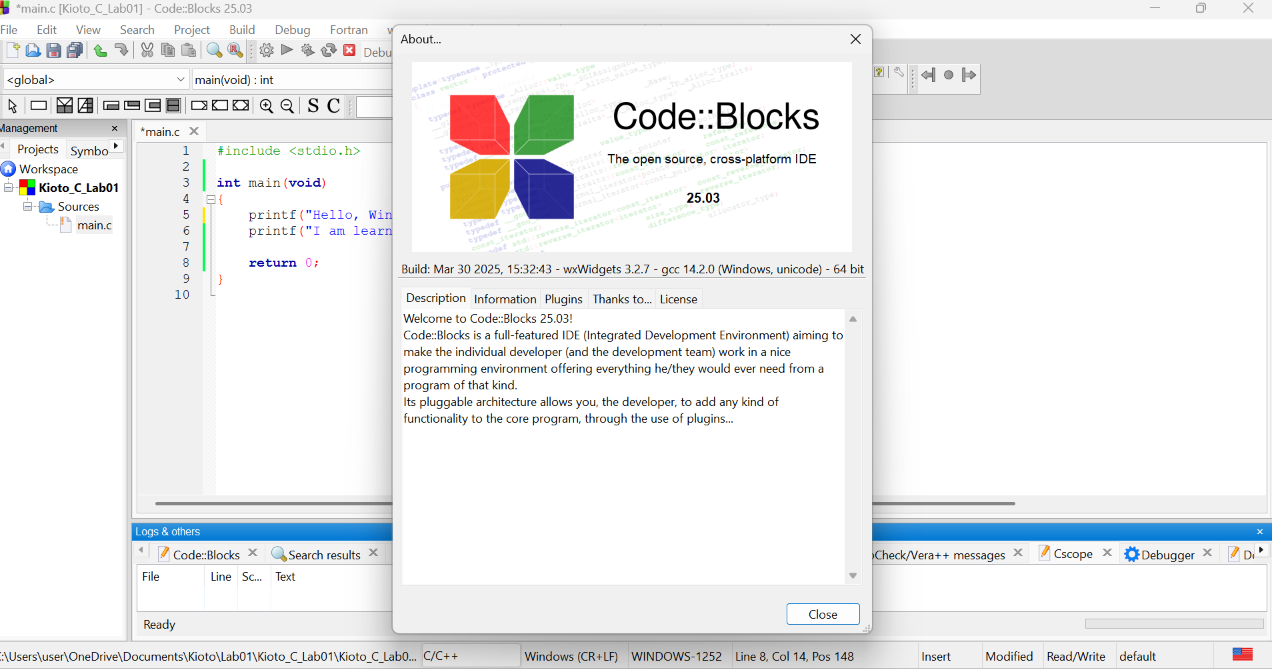 *main.c [Kioto_C_Lab01] - Code::Blocks 25.03
File Edit View Search Project Build Debug Fortran w
Debu
<global> main(void) : int
S C
Management
Projects Symbo
Workspace
Kioto_C_Lab01
Sources
main.c
*main.c
1 #include <stdio.h>
2
3 int main(void)
4 {
5 printf("Hello, Win
6 printf("I am learn
7
8 return 0;
9 }
10
About...
Code::Blocks
The open source, cross-platform IDE
25.03
Build: Mar 30 2025, 15:32:43 - wxWidgets 3.2.7 - gcc 14.2.0 (Windows, unicode) - 64 bit
Description Information Plugins Thanks to... License
Welcome to Code::Blocks 25.03!
Code::Blocks is a full-featured IDE (Integrated Development Environment) aiming to
make the individual developer (and the development team) work in a nice
programming environment offering everything he/they would ever need from a
program of that kind.
Its pluggable architecture allows you, the developer, to add any kind of
functionality to the core program, through the use of plugins...
Close
Logs & others
Code::Blocks Search results Check/Vera++ messages Cscope Debugger
File Line Sc... Text
Ready
:\Users\user\OneDrive\Documents\Kioto\Lab01\Kioto_C_Lab01\Kioto_C_Lab0... C/C++ Windows (CR+LF) WINDOWS-1252 Line 8, Col 14, Pos 148 Insert Modified Read/Write default